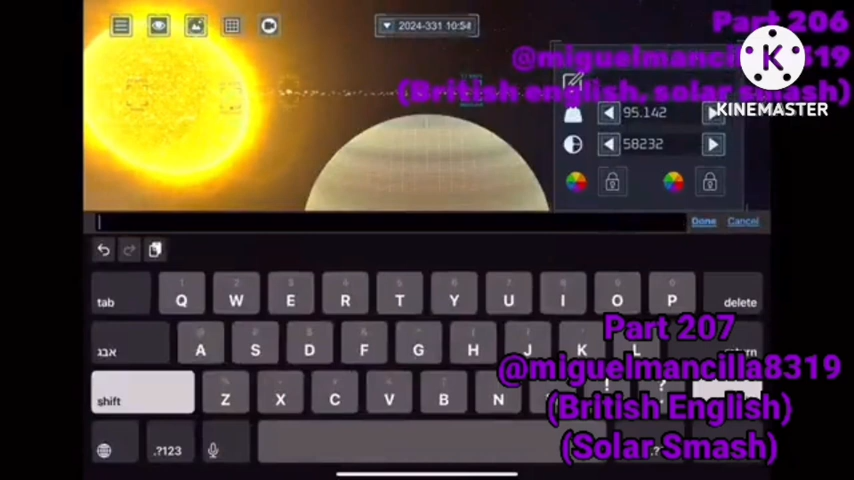 Part 206
2024-331 10:54
@miguelmancilla8319
(British english, solar smash)
KINEMASTER
95.142
58232
Done Cancel
tab Q W E R T Y U I O P delete
Part 207
אבג A S D F G H J K L return
@miguelmancilla8319
shift Z X C V B N ! ?
(British English)
.?123
(Solar Smash)